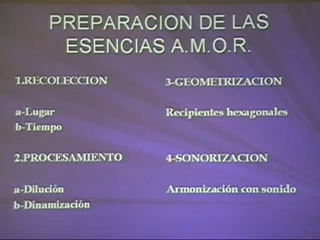 PREPARACION DE LAS
ESENCIAS A.M.O.R.
1.RECOLECCION
a-Lugar
b-Tiempo
2.PROCESAMIENTO
a-Dilución
b-Dinamización
3-GEOMETRIZACION
Recipientes hexagonales
4-SONORIZACION
Armonización con sonido